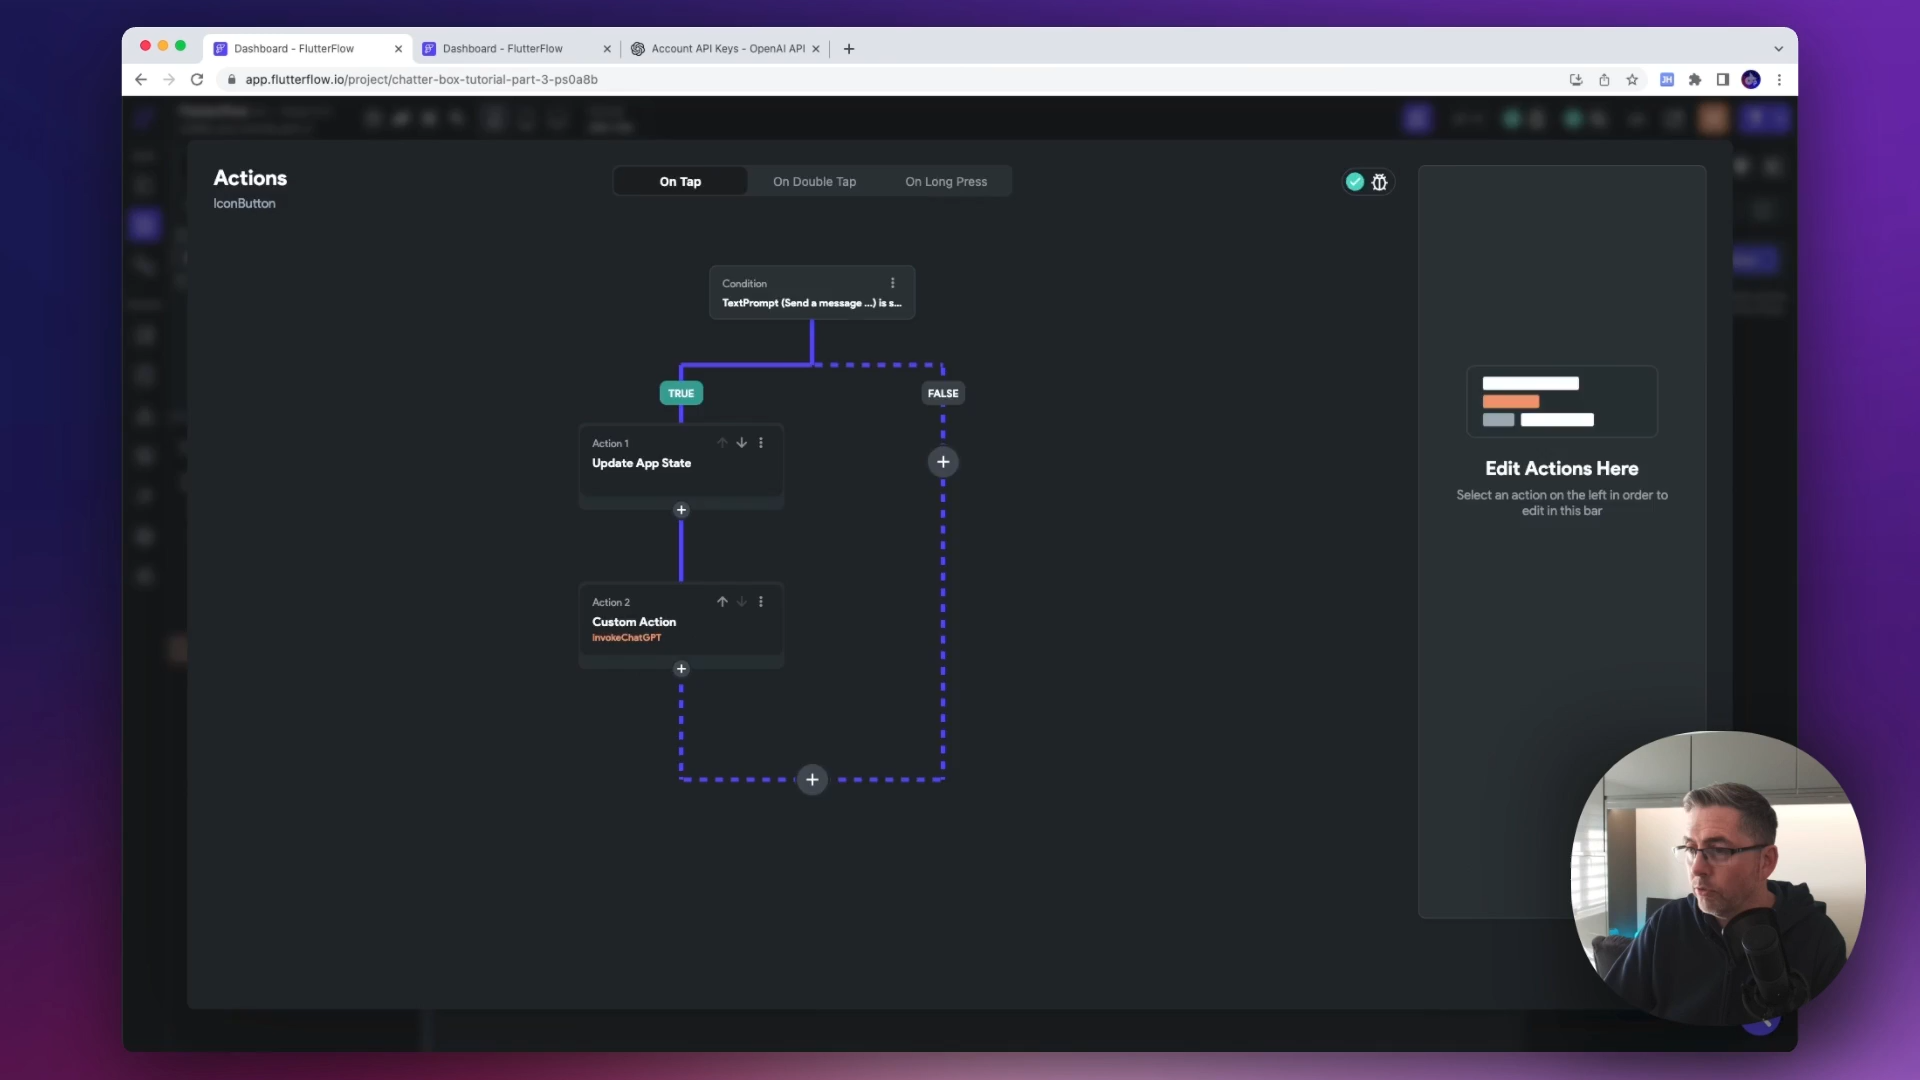 Dashboard - FlutterFlow
Dashboard - FlutterFlow
Account API Keys - OpenAI API
app.flutterflow.io/project/chatter-box-tutorial-part-3-ps0a8b
JH
Actions
IconButton
On Tap
On Double Tap
On Long Press
Condition
TextPrompt (Send a message ...) is s...
TRUE
FALSE
Action 1
Update App State
Action 2
Custom Action
InvokeChatGPT
Edit Actions Here
Select an action on the left in order to
edit in this bar